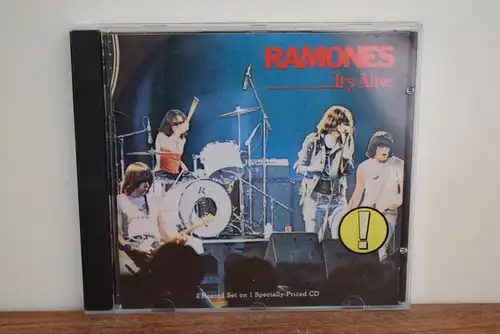 RAMONES
It's Alive
R
!
2 Record Set on 1 Specially-Priced CD